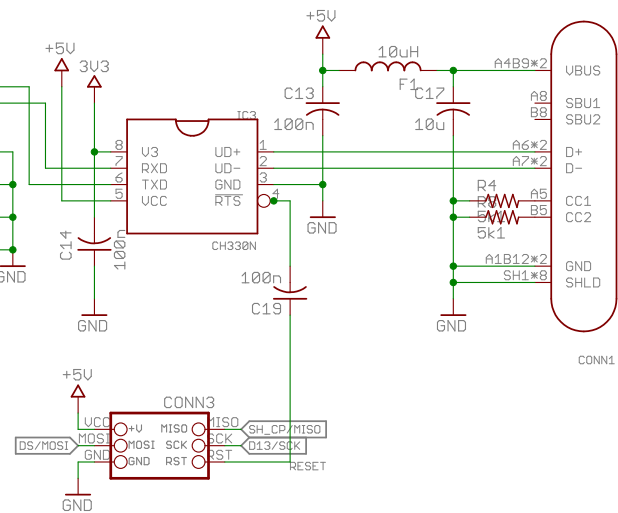 +5V
10uH
A4B9*2
VBUS
+5V
3V3
F1
C13
C17
A8
SBU1
100n
10u
B8
SBU2
IC3
8
V3
UD+
1
A6*2
D+
7
RXD
UD-
2
A7*2
D-
6
TXD
GND
3
5
VCC
RTS
4
R4
A5
CC1
B5
CC2
5k1
GND
CH330N
C14
100n
A1B12*2
GND
SH1*8
SHLD
GND
100n
C19
GND
GND
CONN1
+5V
CONN3
VCC
+V
MISO
MISO
SH_CP/MISO
DS/MOSI
MOSI
MOSI
SCK
SCK
D13/SCK
GND
GND
RST
RST
RESET
GND